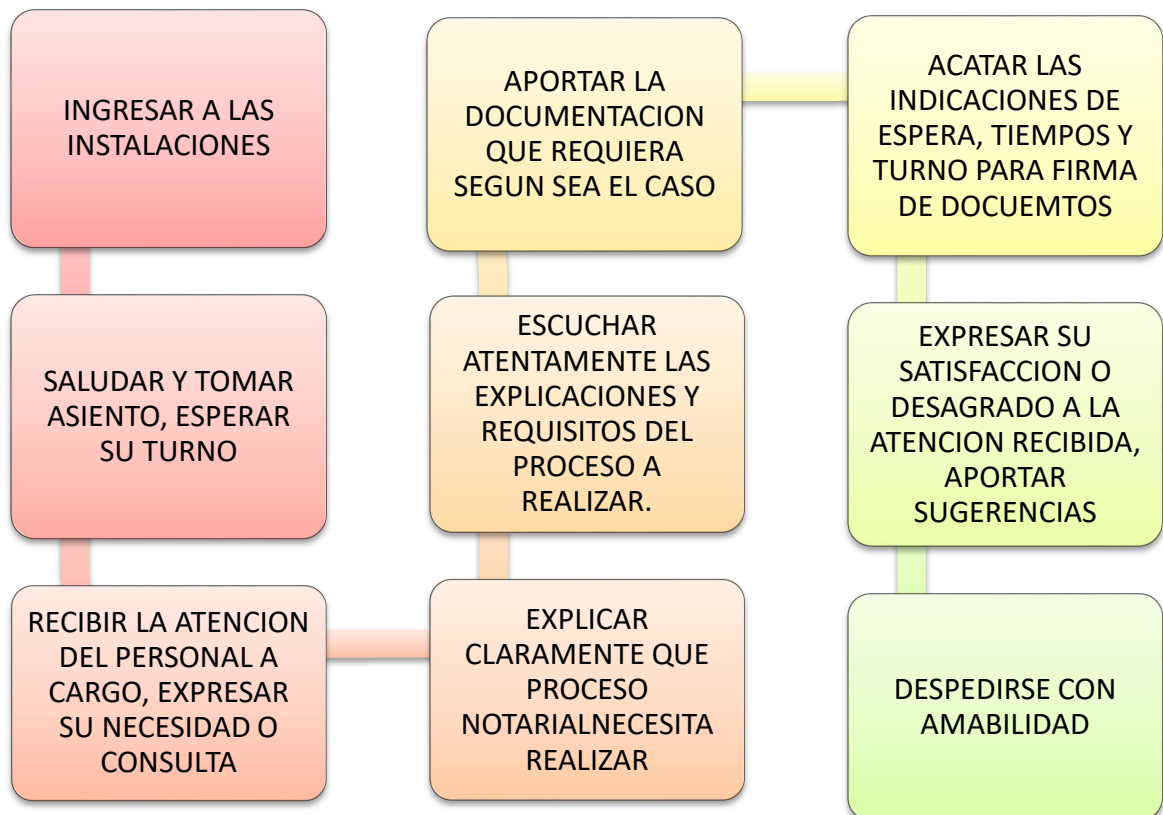 INGRESAR A LAS
INSTALACIONES
SALUDAR Y TOMAR
ASIENTO, ESPERAR
SU TURNO
RECIBIR LA ATENCION
DEL PERSONAL A
CARGO, EXPRESAR
SU NECESIDAD O
CONSULTA
EXPLICAR
CLARAMENTE QUE
PROCESO
NOTARIALNECESITA
REALIZAR
ESCUCHAR
ATENTAMENTE LAS
EXPLICACIONES Y
REQUISITOS DEL
PROCESO A
REALIZAR.
APORTAR LA
DOCUMENTACION
QUE REQUIERA
SEGUN SEA EL CASO
ACATAR LAS
INDICACIONES DE
ESPERA, TIEMPOS Y
TURNO PARA FIRMA
DE DOCUEMTOS
EXPRESAR SU
SATISFACCION O
DESAGRADO A LA
ATENCION RECIBIDA,
APORTAR
SUGERENCIAS
DESPEDIRSE CON
AMABILIDAD